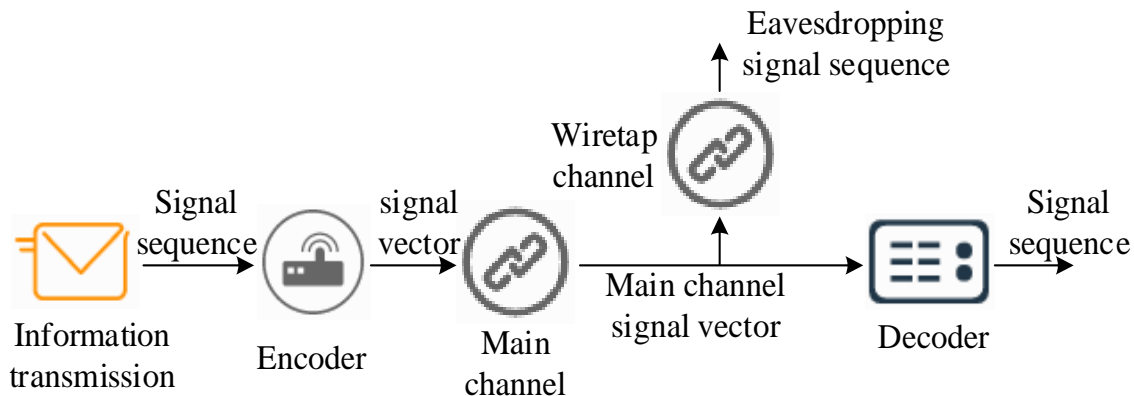 Eavesdropping
signal sequence
Wiretap
channel
Signal
sequence
signal
vector
Signal
sequence
Main channel
signal vector
Information
transmission
Encoder
Main
channel
Decoder